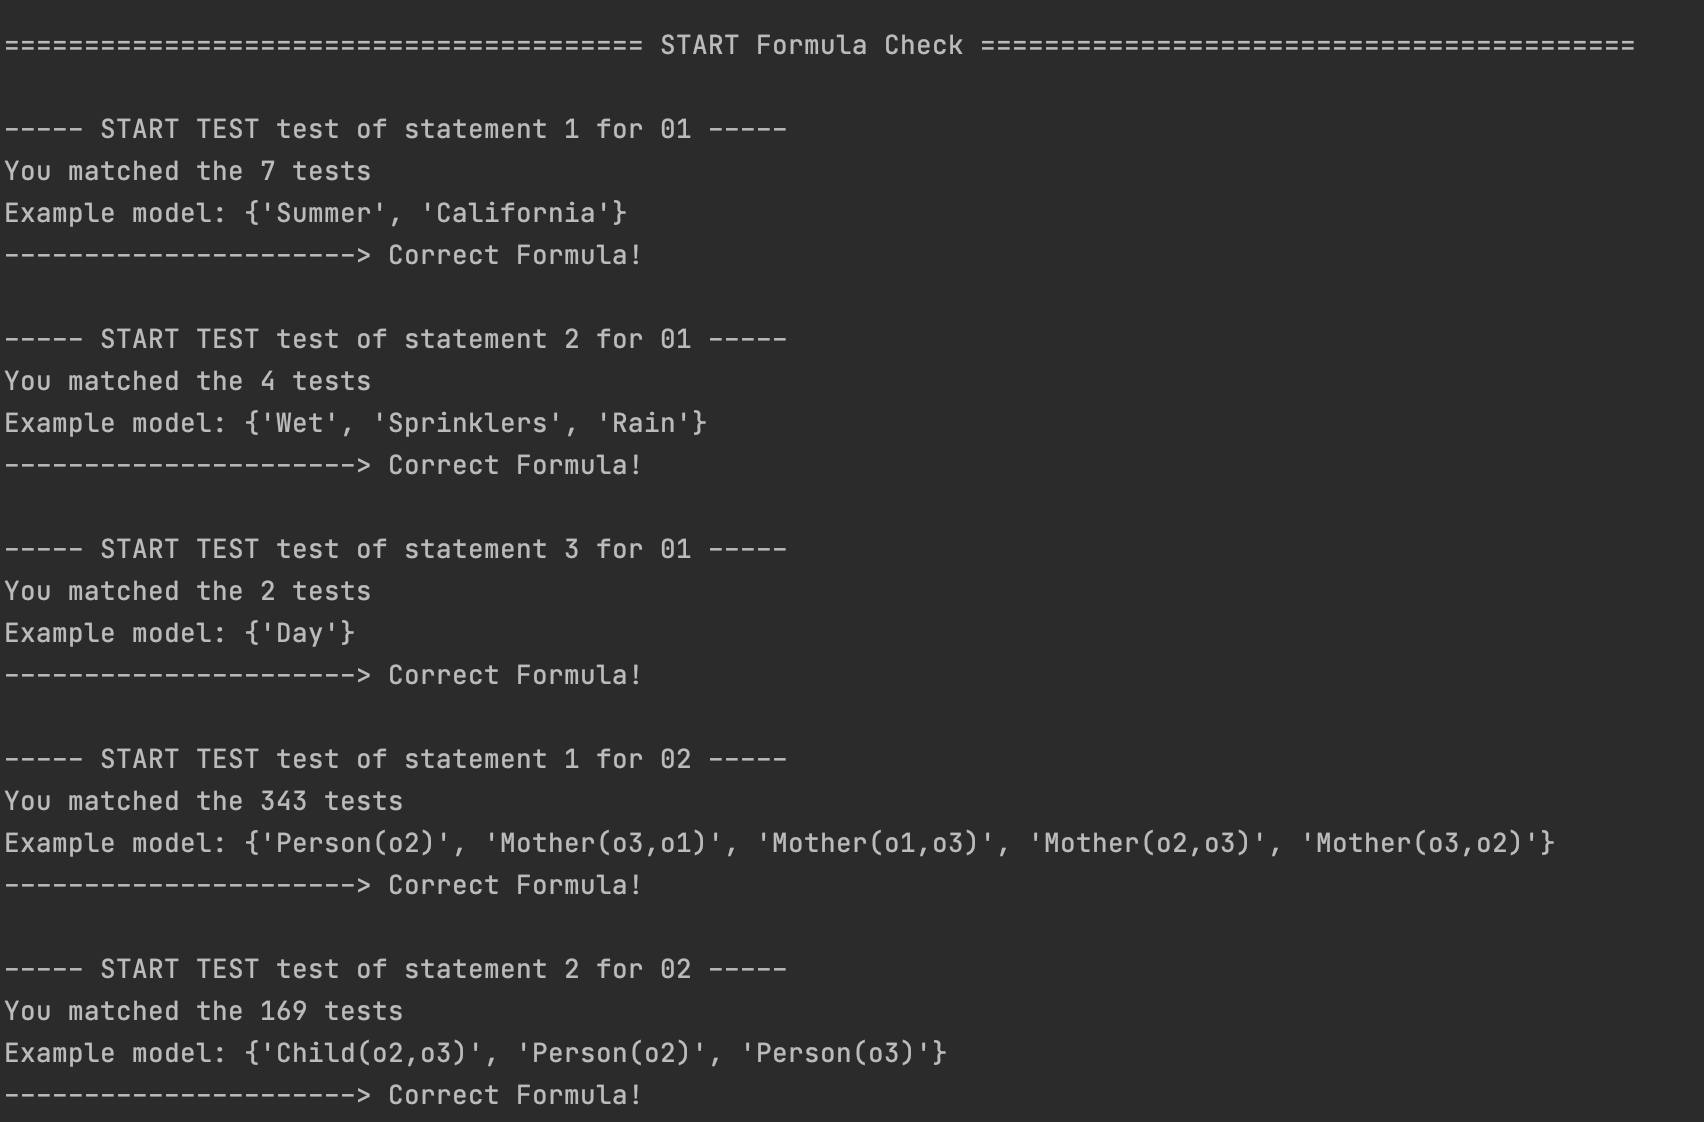 ======================================== START Formula Check =========================================
----- START TEST test of statement 1 for 01 -----
You matched the 7 tests
Example model: {'Summer', 'California'}
----------------------> Correct Formula!
----- START TEST test of statement 2 for 01 -----
You matched the 4 tests
Example model: {'Wet', 'Sprinklers', 'Rain'}
----------------------> Correct Formula!
----- START TEST test of statement 3 for 01 -----
You matched the 2 tests
Example model: {'Day'}
----------------------> Correct Formula!
----- START TEST test of statement 1 for 02 -----
You matched the 343 tests
Example model: {'Person(o2)', 'Mother(o3,o1)', 'Mother(o1,o3)', 'Mother(o2,o3)', 'Mother(o3,o2)'}
----------------------> Correct Formula!
----- START TEST test of statement 2 for 02 -----
You matched the 169 tests
Example model: {'Child(o2,o3)', 'Person(o2)', 'Person(o3)'}
----------------------> Correct Formula!